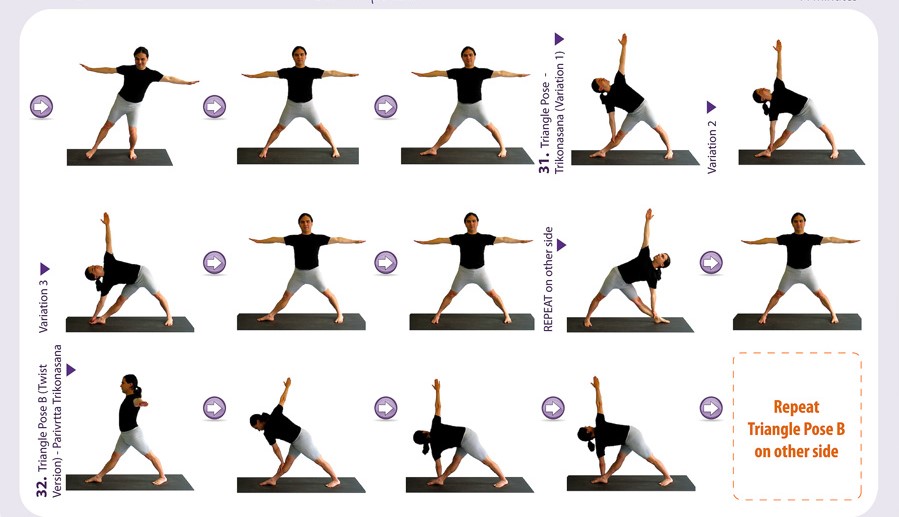 31. Triangle Pose -
Trikonasana (Variation 1)
Variation 2
Variation 3
REPEAT on other side
32. Triangle Pose B (Twist
Version) - Parivrtta Trikonasana
Repeat
Triangle Pose B
on other side